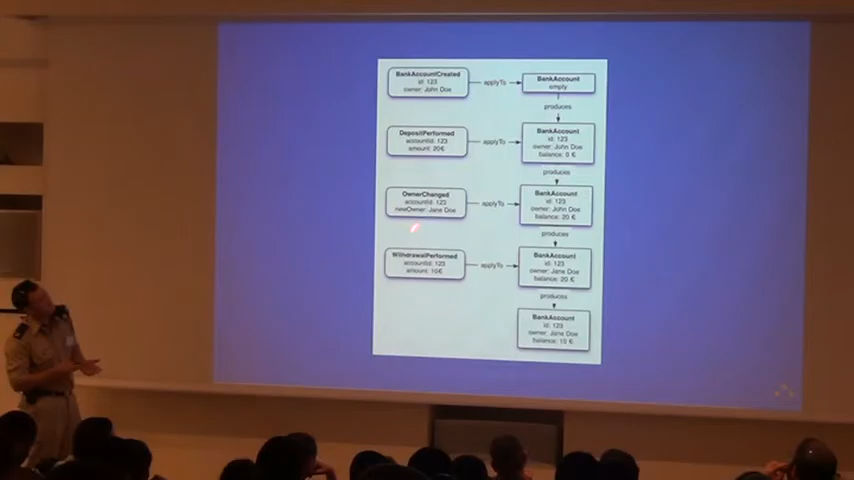 BankAccountCreated
id: 123
owner: John Doe
applyTo
BankAccount
empty
produces
DepositPerformed
accountId: 123
amount: 20€
applyTo
BankAccount
id: 123
owner: John Doe
balance: 0 €
produces
OwnerChanged
accountId: 123
newOwner: Jane Doe
applyTo
BankAccount
id: 123
owner: John Doe
balance: 20 €
produces
WithdrawalPerformed
accountId: 123
amount: 10€
applyTo
BankAccount
id: 123
owner: Jane Doe
balance: 20 €
produces
BankAccount
id: 123
owner: Jane Doe
balance: 10 €